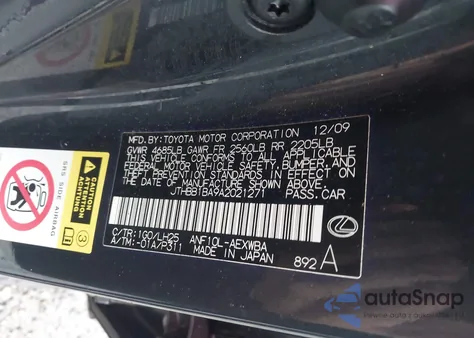 MFD. BY: TOYOTA MOTOR CORPORATION 12/09
GVWR 4685LB GAWR FR 2560LB RR 2205LB
THIS VEHICLE CONFORMS TO ALL APPLICABLE
FEDERAL MOTOR VEHICLE SAFETY, BUMPER, AND
THEFT PREVENTION STANDARDS IN EFFECT ON
THE DATE OF MANUFACTURE SHOWN ABOVE.
JTHBB1BA9A2021271 PASS. CAR
C/TR: 1G0/LH25 ANF10L-AEXWBA
A/TM: -01A/P311 MADE IN JAPAN
892 A
SRS SIDE AIRBAG
CAUTION
ATTENTION
3
autoSnap